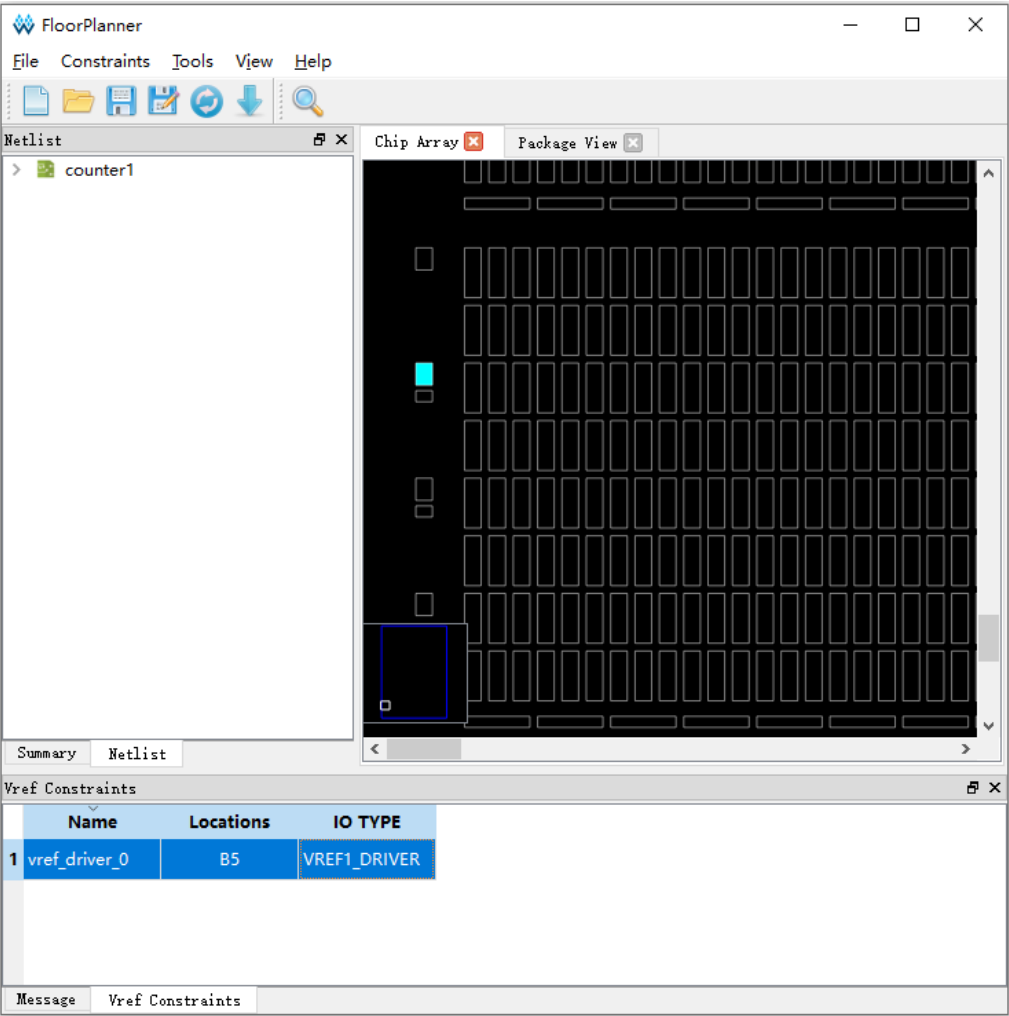 FloorPlanner
File Constraints Tools View Help
Netlist
Chip Array Package View
counter1
Summary Netlist
Vref Constraints
Name Locations IO TYPE
1 vref_driver_0 B5 VREF1_DRIVER
Message Vref Constraints